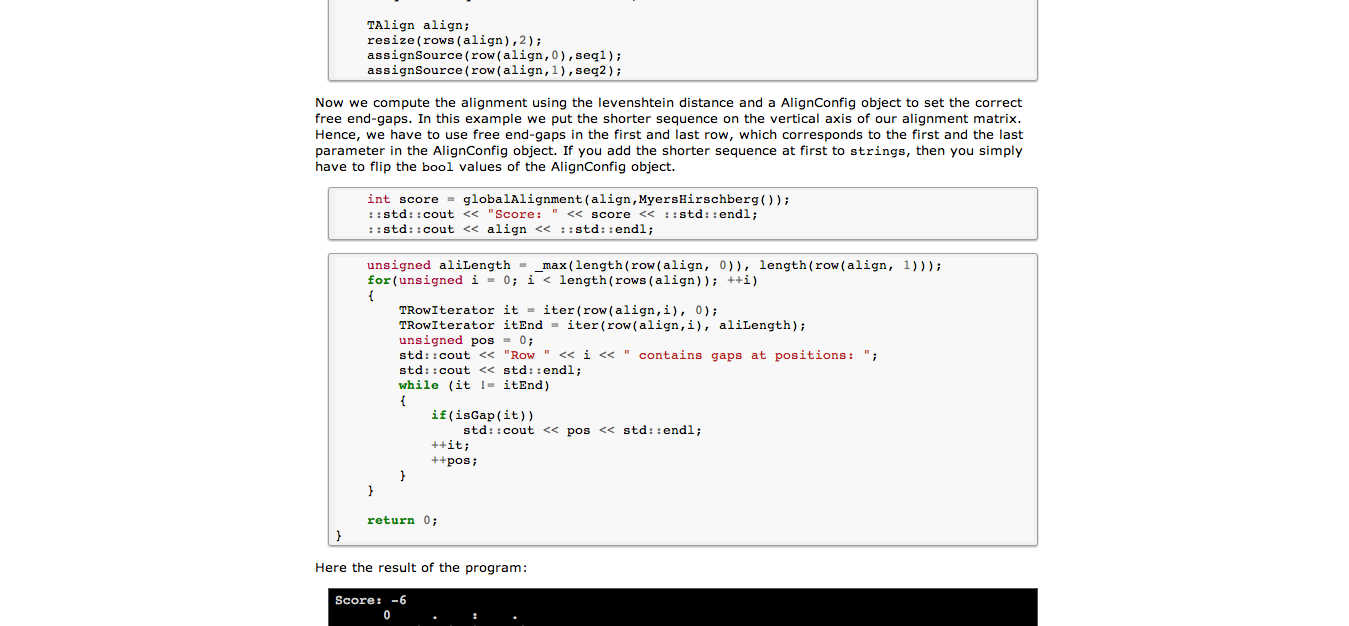 TAlign align;
resize(rows(align),2);
assignSource(row(align,0),seq1);
assignSource(row(align,1),seq2);
Now we compute the alignment using the levenshtein distance and a AlignConfig object to set the correct
free end-gaps. In this example we put the shorter sequence on the vertical axis of our alignment matrix.
Hence, we have to use free end-gaps in the first and last row, which corresponds to the first and the last
parameter in the AlignConfig object. If you add the shorter sequence at first to strings, then you simply
have to flip the bool values of the AlignConfig object.
int score = globalAlignment(align,MyersHirschberg());
::std::cout << "Score: " << score << ::std::endl;
::std::cout << align << ::std::endl;
unsigned aliLength = _max(length(row(align, 0)), length(row(align, 1)));
for(unsigned i = 0; i < length(rows(align)); ++i)
{
TRowIterator it = iter(row(align,i), 0);
TRowIterator itEnd = iter(row(align,i), aliLength);
unsigned pos = 0;
std::cout << "Row " << i << " contains gaps at positions: ";
std::cout << std::endl;
while (it != itEnd)
{
if(isGap(it))
std::cout << pos << std::endl;
++it;
++pos;
}
}
return 0;
}
Here the result of the program:
Score: -6
0 . : .